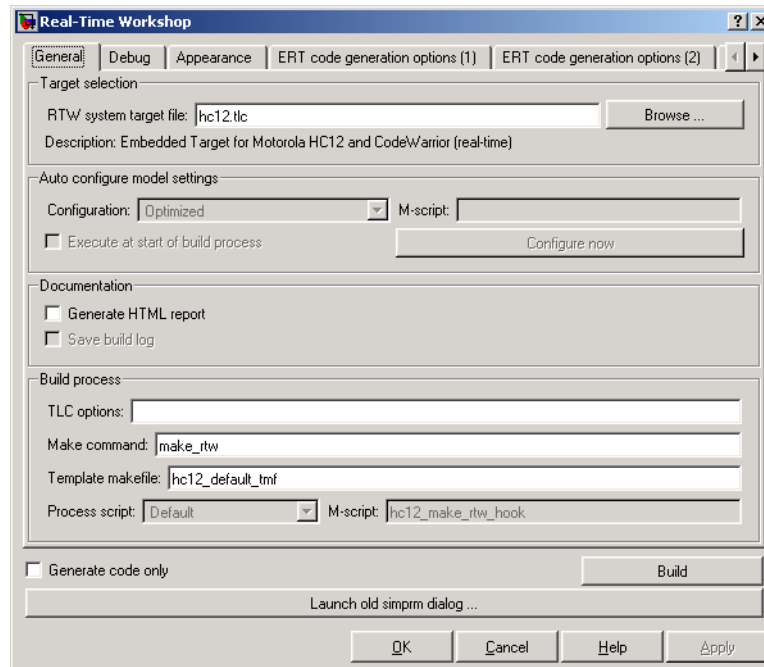 Real-Time Workshop
General Debug Appearance ERT code generation options (1) ERT code generation options (2)
Target selection
RTW system target file: hc12.tlc Browse ...
Description: Embedded Target for Motorola HC12 and CodeWarrior (real-time)
Auto configure model settings
Configuration: Optimized M-script:
Execute at start of build process Configure now
Documentation
Generate HTML report
Save build log
Build process
TLC options:
Make command: make_rtw
Template makefile: hc12_default_tmf
Process script: Default M-script: hc12_make_rtw_hook
Generate code only Build
Launch old simprm dialog ...
OK Cancel Help Apply